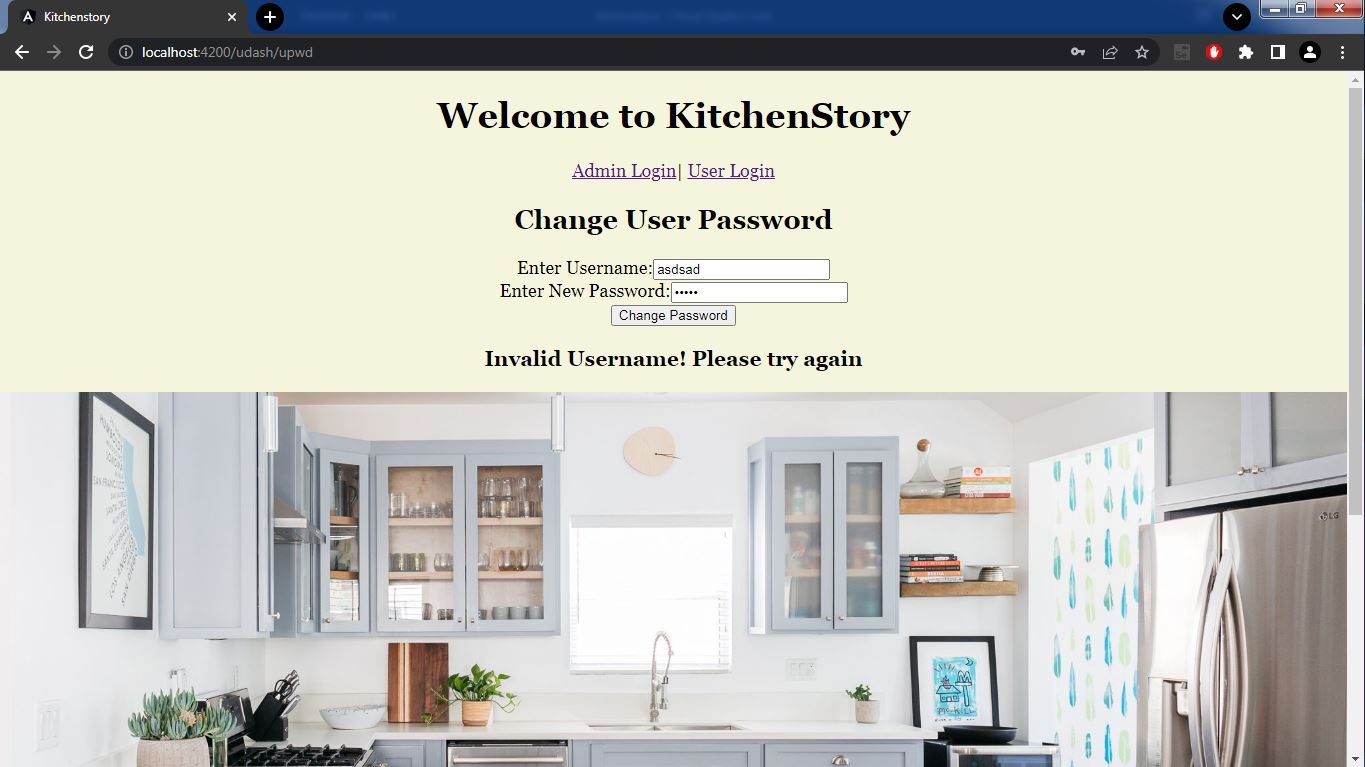 Kitchenstory
localhost:4200/udash/upwd
Welcome to KitchenStory
Admin Login| User Login
Change User Password
Enter Username:asdsad
Enter New Password:•••••
Change Password
Invalid Username! Please try again
LG